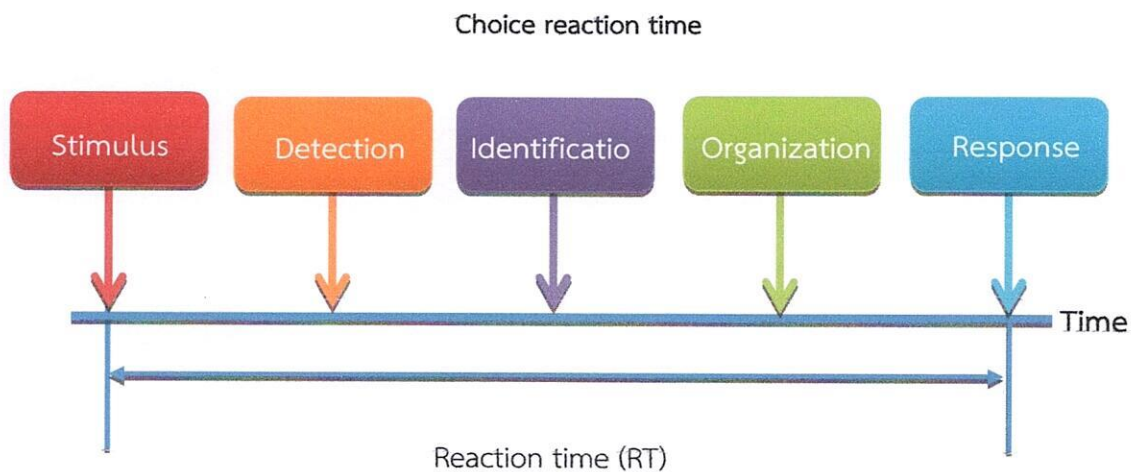 Choice reaction time
Stimulus
Detection
Identificatio
Organization
Response
Time
Reaction time (RT)